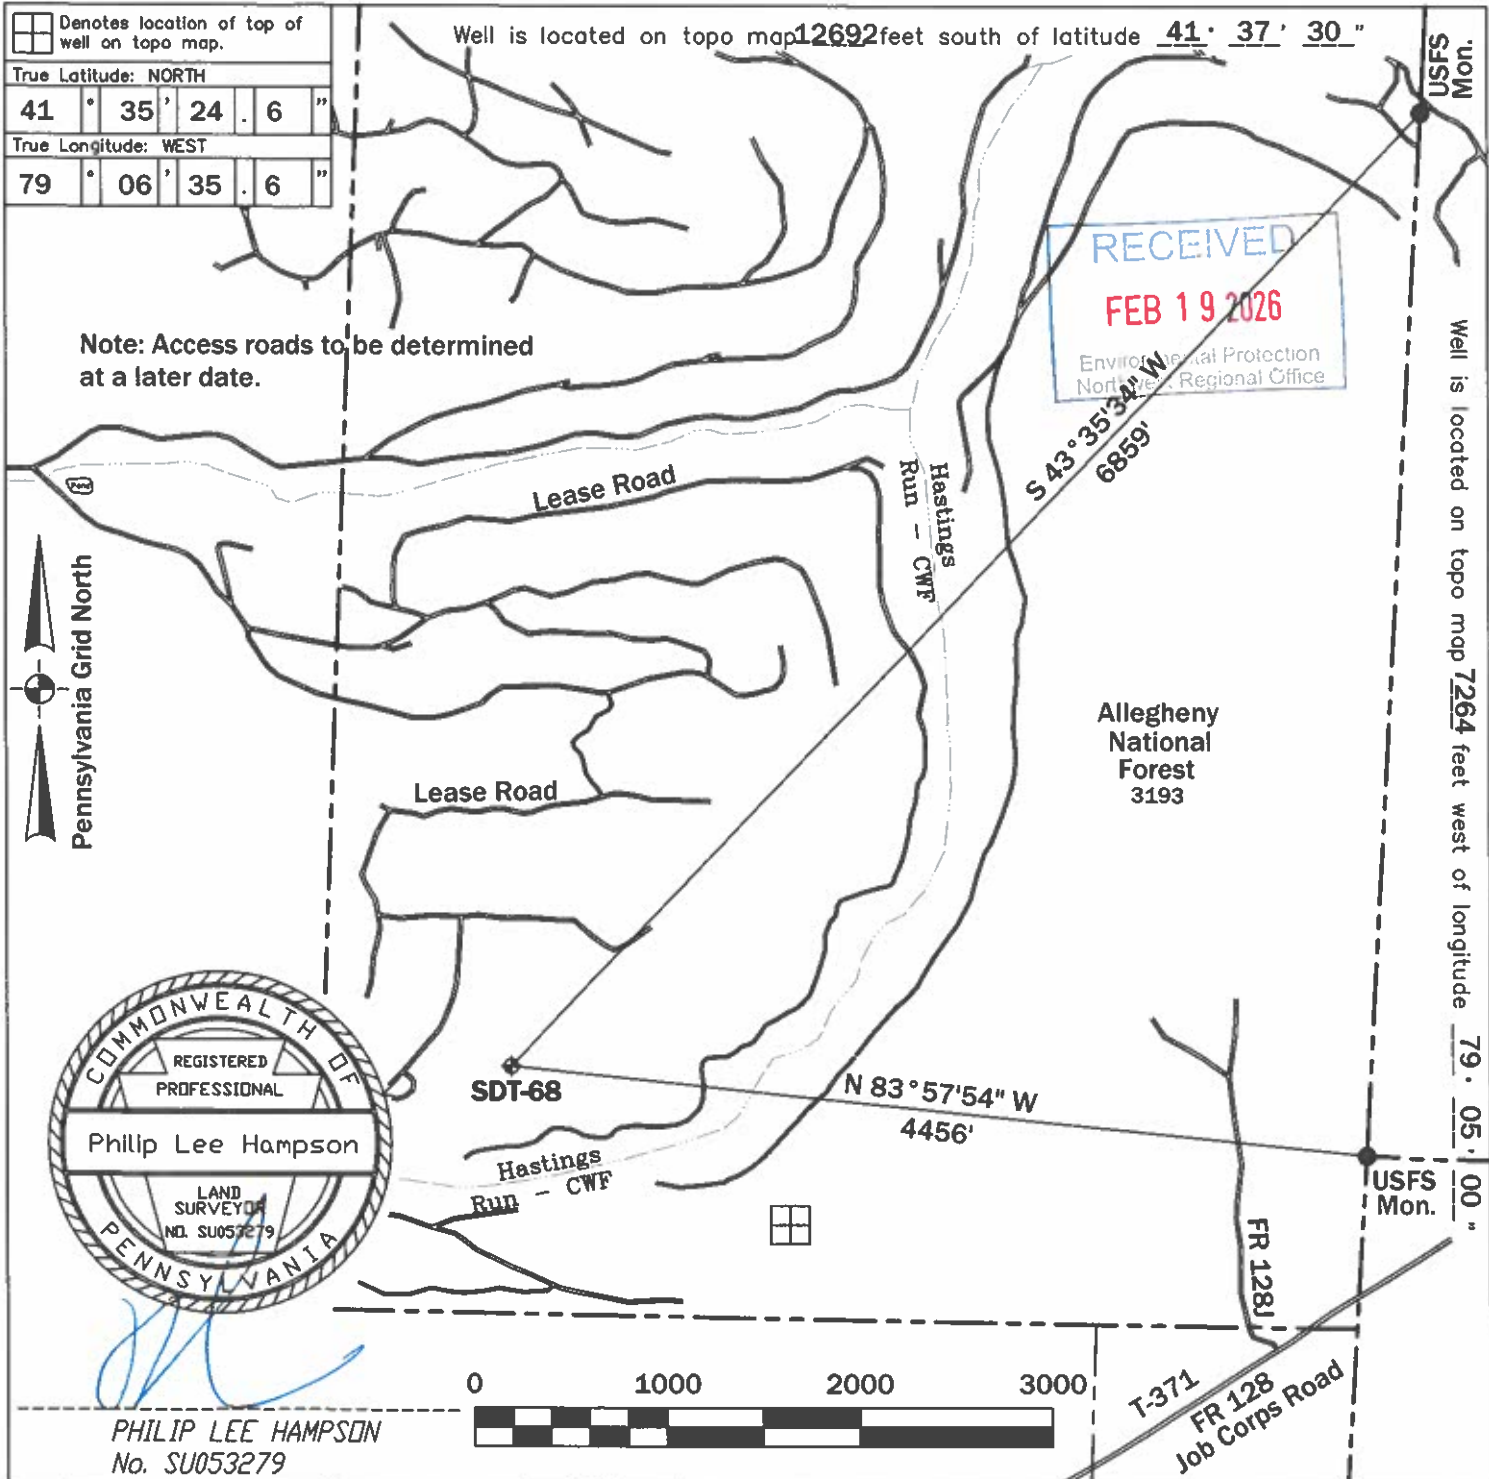 Denotes location of top of
well on topo map.
Well is located on topo map 12692 feet south of latitude 41° 37' 30"
True Latitude: NORTH
41 ° 35 ' 24 . 6 "
True Longitude: WEST
79 ° 06 ' 35 . 6 "
USFS
Mon.
RECEIVED
FEB 19 2026
Environmental Protection
Northwest Regional Office
Note: Access roads to be determined
at a later date.
S 43°35'34" W
6859'
Well is located on topo map 7264 feet west of longitude 79° 05' 00"
Lease Road
Hastings
Run - CWF
Pennsylvania Grid North
Allegheny
National
Forest
3193
Lease Road
SDT-68
N 83°57'54" W
4456'
USFS
Mon.
Hastings
Run - CWF
FR 128J
COMMONWEALTH OF
REGISTERED
PROFESSIONAL
Philip Lee Hampson
LAND
SURVEYOR
NO. SU053279
PENNSYLVANIA
0 1000 2000 3000
T-371
FR 128
Job Corps Road
PHILIP LEE HAMPSON
No. SU053279